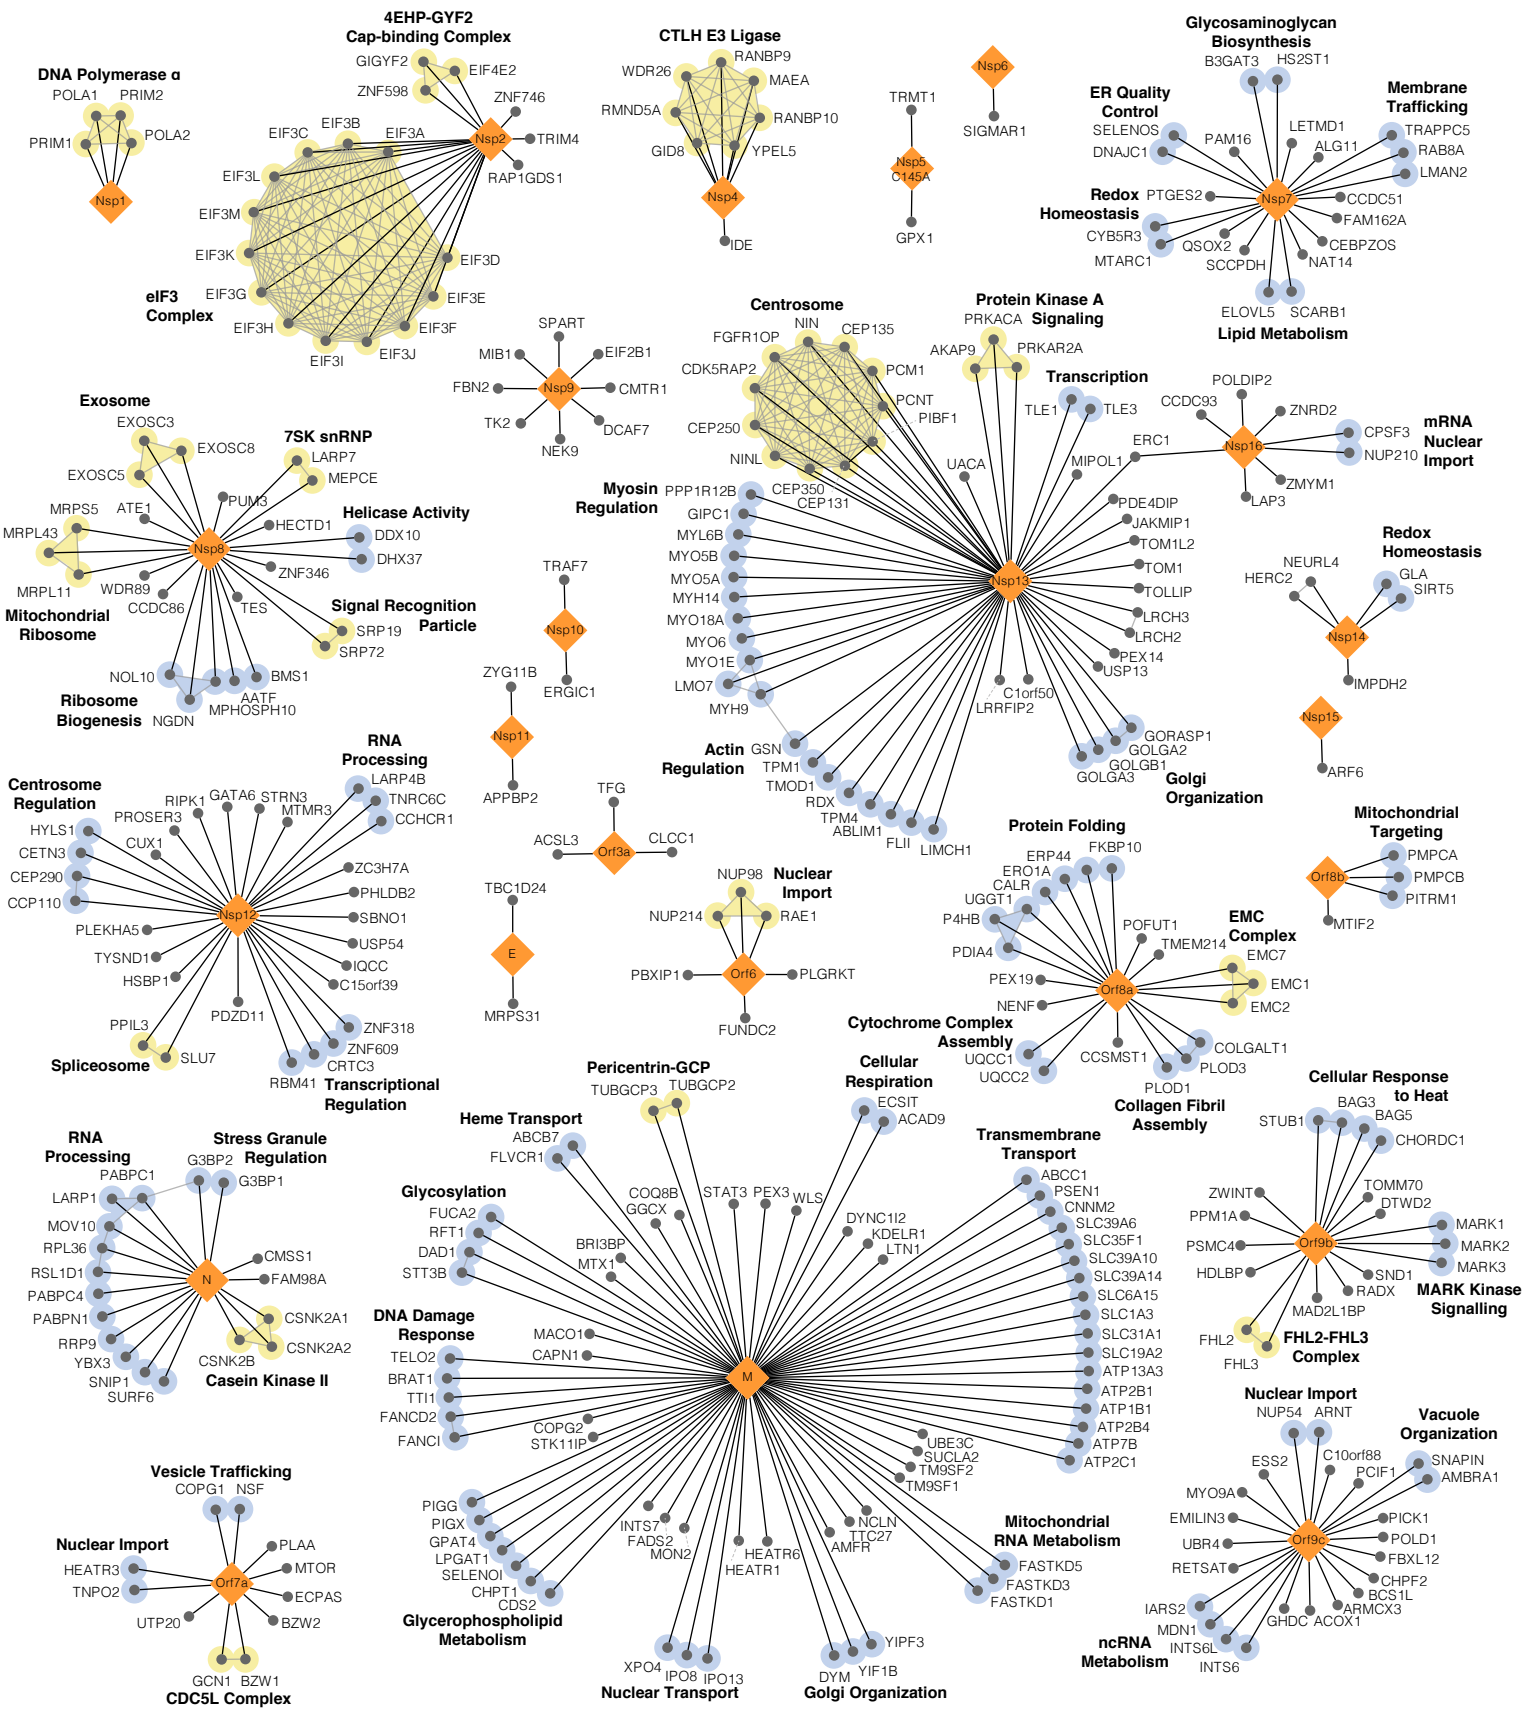 DNA Polymerase α
POLA1
PRIM2
PRIM1
POLA2
Nsp1
4EHP-GYF2
Cap-binding Complex
GIGYF2
EIF4E2
ZNF598
ZNF746
Nsp2
TRIM4
RAP1GDS1
EIF3C
EIF3B
EIF3A
EIF3L
EIF3M
EIF3K
EIF3G
EIF3H
EIF3I
EIF3J
EIF3F
EIF3E
EIF3D
eIF3
Complex
CTLH E3 Ligase
RANBP9
WDR26
MAEA
RMND5A
RANBP10
GID8
YPEL5
Nsp4
IDE
TRMT1
Nsp5
C145A
GPX1
Nsp6
SIGMAR1
Glycosaminoglycan
Biosynthesis
B3GAT3
HS2ST1
ER Quality
Control
SELENOS
DNAJC1
Membrane
Trafficking
TRAPPC5
RAB8A
LMAN2
PAM16
LETMD1
ALG11
PTGES2
Nsp7
CCDC51
FAM162A
Redox
Homeostasis
CYB5R3
MTARC1
QSOX2
SCCPDH
CEBPZOS
NAT14
ELOVL5
SCARB1
Lipid Metabolism
SPART
MIB1
EIF2B1
FBN2
Nsp9
CMTR1
TK2
DCAF7
NEK9
Centrosome
NIN
CEP135
FGFR1OP
CDK5RAP2
PCM1
PCNT
PIBF1
CEP250
NINL
CEP350
CEP131
Protein Kinase A
Signaling
PRKACA
AKAP9
PRKAR2A
Transcription
TLE1
TLE3
ERC1
UACA
MIPOL1
PDE4DIP
JAKMIP1
TOM1L2
TOM1
TOLLIP
LRCH3
LRCH2
PEX14
USP13
C1orf50
LRRFIP2
Nsp13
Myosin
Regulation
PPP1R12B
GIPC1
MYL6B
MYO5B
MYO5A
MYH14
MYO18A
MYO6
MYO1E
LMO7
MYH9
Actin
Regulation
GSN
TPM1
TMOD1
RDX
TPM4
ABLIM1
FLII
LIMCH1
GORASP1
GOLGA2
GOLGB1
GOLGA3
Golgi
Organization
POLDIP2
CCDC93
ZNRD2
Nsp16
CPSF3
NUP210
mRNA
Nuclear
Import
ZMYM1
LAP3
Redox
Homeostasis
NEURL4
HERC2
GLA
SIRT5
Nsp14
IMPDH2
Nsp15
ARF6
Exosome
EXOSC3
EXOSC8
EXOSC5
7SK snRNP
LARP7
MEPCE
MRPS5
MRPL43
MRPL11
Mitochondrial
Ribosome
ATE1
PUM3
HECTD1
Helicase Activity
DDX10
DHX37
Nsp8
ZNF346
WDR89
CCDC86
TES
Signal Recognition
Particle
SRP19
SRP72
NOL10
NGDN
MPHOSPH10
AATF
BMS1
Ribosome
Biogenesis
TRAF7
Nsp10
ERGIC1
ZYG11B
Nsp11
APPBP2
RNA
Processing
LARP4B
TNRC6C
CCHCR1
Centrosome
Regulation
HYLS1
CETN3
CEP290
CCP110
CUX1
PROSER3
RIPK1
GATA6
STRN3
MTMR3
ZC3H7A
PHLDB2
SBNO1
USP54
IQCC
C15orf39
Nsp12
PLEKHA5
TYSND1
HSBP1
PDZD11
PPIL3
SLU7
Spliceosome
ZNF318
ZNF609
CRTC3
RBM41
Transcriptional
Regulation
TFG
ACSL3
CLCC1
Orf3a
TBC1D24
E
MRPS31
Nuclear
Import
NUP98
NUP214
RAE1
PBXIP1
Orf6
PLGRKT
FUNDC2
Protein Folding
FKBP10
ERP44
ERO1A
CALR
UGGT1
P4HB
PDIA4
POFUT1
TMEM214
EMC
Complex
EMC7
EMC1
EMC2
PEX19
NENF
Orf8a
Cytochrome Complex
Assembly
UQCC1
UQCC2
CCSMST1
COLGALT1
PLOD3
PLOD1
Collagen Fibril
Assembly
Mitochondrial
Targeting
PMPCA
PMPCB
PITRM1
Orf8b
MTIF2
RNA
Processing
Stress Granule
Regulation
G3BP2
G3BP1
PABPC1
LARP1
MOV10
RPL36
RSL1D1
PABPC4
PABPN1
RRP9
YBX3
SNIP1
SURF6
N
CMSS1
FAM98A
CSNK2A1
CSNK2A2
CSNK2B
Casein Kinase II
Pericentrin-GCP
TUBGCP3
TUBGCP2
Heme Transport
ABCB7
FLVCR1
Cellular
Respiration
ECSIT
ACAD9
Glycosylation
FUCA2
RFT1
DAD1
STT3B
COQ8B
GGCX
STAT3
PEX3
WLS
BRI3BP
MTX1
DYNC1I2
KDELR1
LTN1
Transmembrane
Transport
ABCC1
PSEN1
CNNM2
SLC39A6
SLC35F1
SLC39A10
SLC39A14
SLC6A15
SLC1A3
SLC31A1
SLC19A2
ATP13A3
ATP2B1
ATP1B1
ATP2B4
ATP7B
ATP2C1
DNA Damage
Response
TELO2
BRAT1
TTI1
FANCD2
FANCI
MACO1
CAPN1
M
COPG2
STK11IP
UBE3C
SUCLA2
TM9SF2
TM9SF1
PIGG
PIGX
GPAT4
LPGAT1
SELENOI
CHPT1
CDS2
Glycerophospholipid
Metabolism
INTS7
FADS2
MON2
HEATR6
HEATR1
NCLN
TTC27
AMFR
Mitochondrial
RNA Metabolism
FASTKD5
FASTKD3
FASTKD1
XPO4
IPO8
IPO13
Nuclear Transport
DYM
YIF1B
YIPF3
Golgi Organization
Cellular Response
to Heat
BAG3
STUB1
BAG5
CHORDC1
ZWINT
PPM1A
PSMC4
HDLBP
TOMM70
DTWD2
Orf9b
MARK1
MARK2
MARK3
MARK Kinase
Signalling
SND1
RADX
MAD2L1BP
FHL2
FHL3
FHL2-FHL3
Complex
Nuclear Import
NUP54
ARNT
Vacuole
Organization
SNAPIN
AMBRA1
ESS2
C10orf88
PCIF1
MYO9A
EMILIN3
UBR4
RETSAT
Orf9c
PICK1
POLD1
FBXL12
CHPF2
BCS1L
ARMCX3
ACOX1
GHDC
IARS2
MDN1
INTS6L
INTS6
ncRNA
Metabolism
Vesicle Trafficking
COPG1
NSF
Nuclear Import
HEATR3
TNPO2
PLAA
MTOR
ECPAS
BZW2
Orf7a
UTP20
GCN1
BZW1
CDC5L Complex